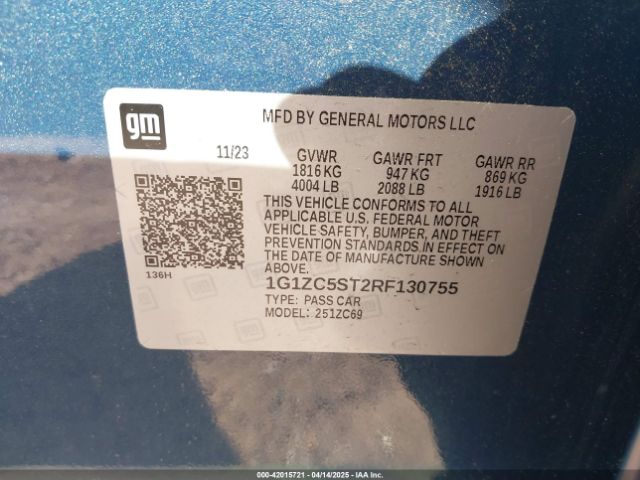 gm
MFD BY GENERAL MOTORS LLC
11/23 GVWR GAWR FRT GAWR RR
1816 KG 947 KG 869 KG
4004 LB 2088 LB 1916 LB
THIS VEHICLE CONFORMS TO ALL
APPLICABLE U.S. FEDERAL MOTOR
VEHICLE SAFETY, BUMPER, AND THEFT
PREVENTION STANDARDS IN EFFECT ON
THE DATE OF MANUFACTURE SHOWN
ABOVE.
136H
1G1ZC5ST2RF130755
TYPE: PASS CAR
MODEL: 251ZC69
000-42015721 - 04/14/2025 - IAA Inc.